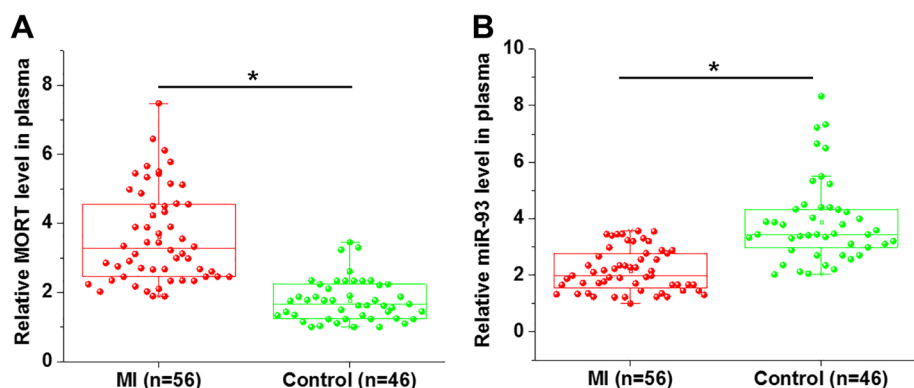 A
Relative MORT level in plasma
8
6
4
2
0
*
MI (n=56)
Control (n=46)
B
Relative miR-93 level in plasma
10
8
6
4
2
0
*
MI (n=56)
Control (n=46)